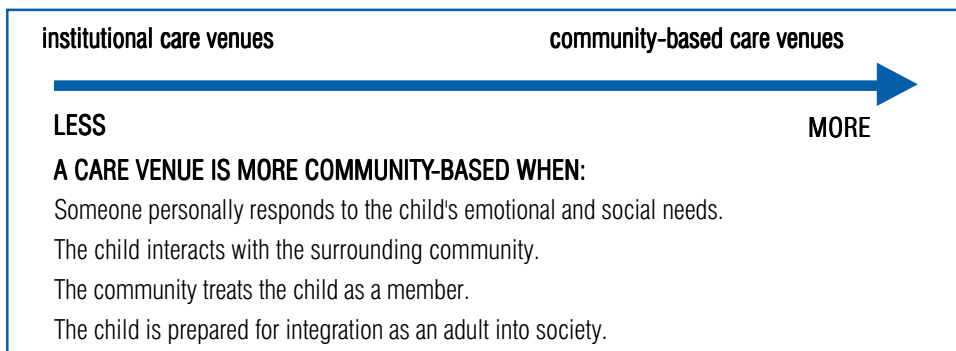 institutional care venues community-based care venues
LESS MORE
A CARE VENUE IS MORE COMMUNITY-BASED WHEN:
Someone personally responds to the child's emotional and social needs.
The child interacts with the surrounding community.
The community treats the child as a member.
The child is prepared for integration as an adult into society.